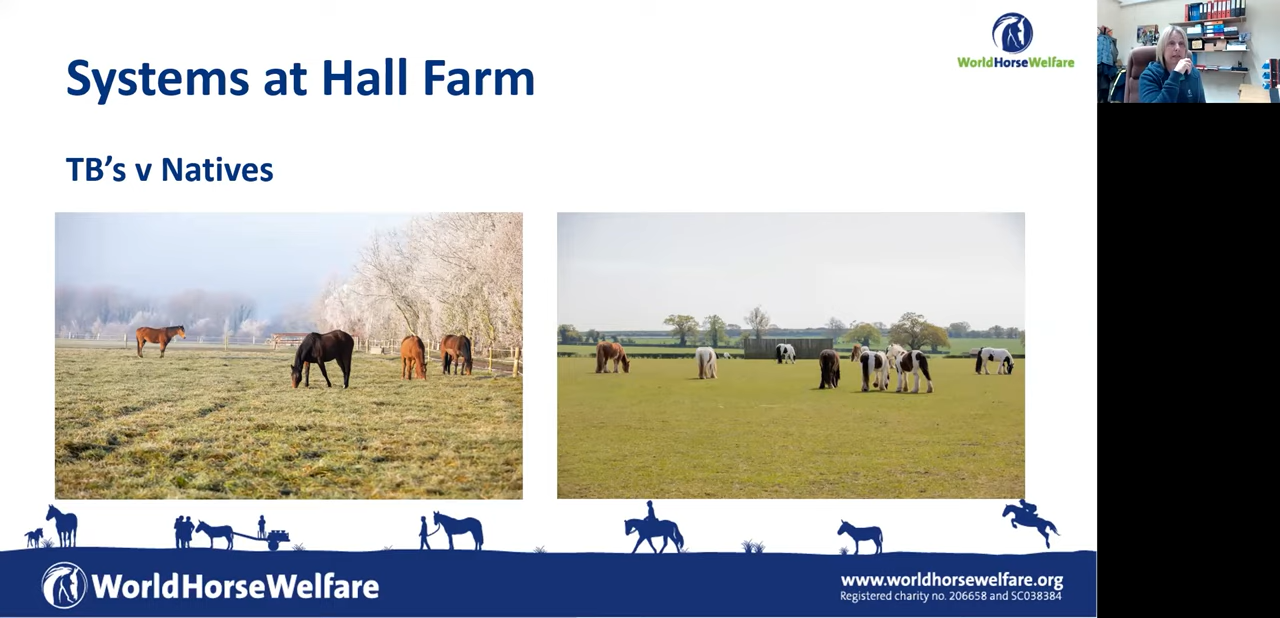 Systems at Hall Farm
WorldHorseWelfare
TB's v Natives
WorldHorseWelfare
www.worldhorsewelfare.org
Registered charity no. 206658 and SC038384